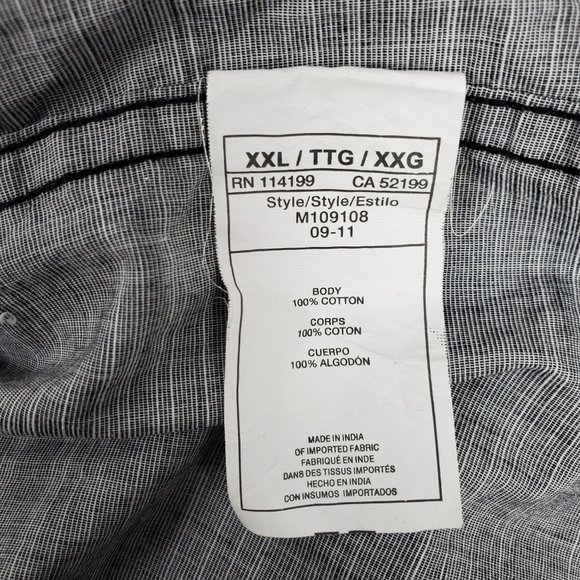 XXL / TTG / XXG
RN 114199 CA 52199
Style/Style/Estilo
M109108
09-11
BODY
100% COTTON
CORPS
100% COTON
CUERPO
100% ALGODÓN
MADE IN INDIA
OF IMPORTED FABRIC
FABRIQUÉ EN INDE
DANS DES TISSUS IMPORTÉS
HECHO EN INDIA
CON INSUMOS IMPORTADOS